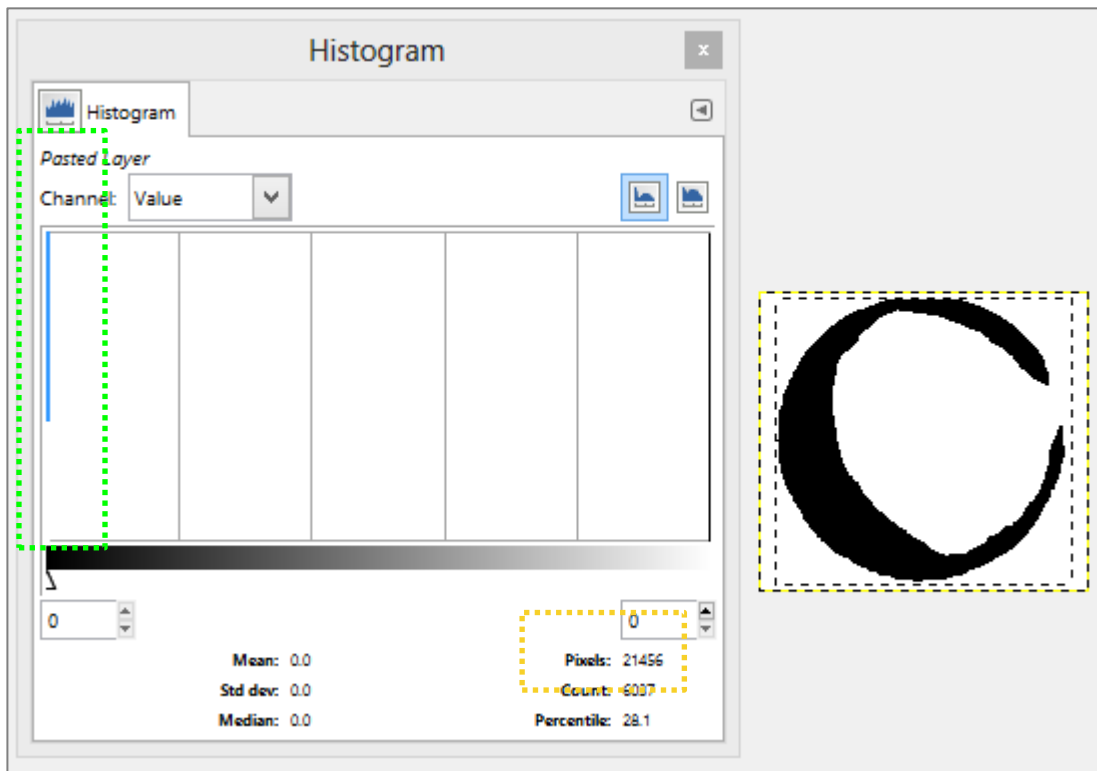 Histogram
Histogram
Pasted Layer
Channel: Value
0 0
Mean: 0.0 Pixels: 21456
Std dev: 0.0 Count: 6037
Median: 0.0 Percentile: 28.1